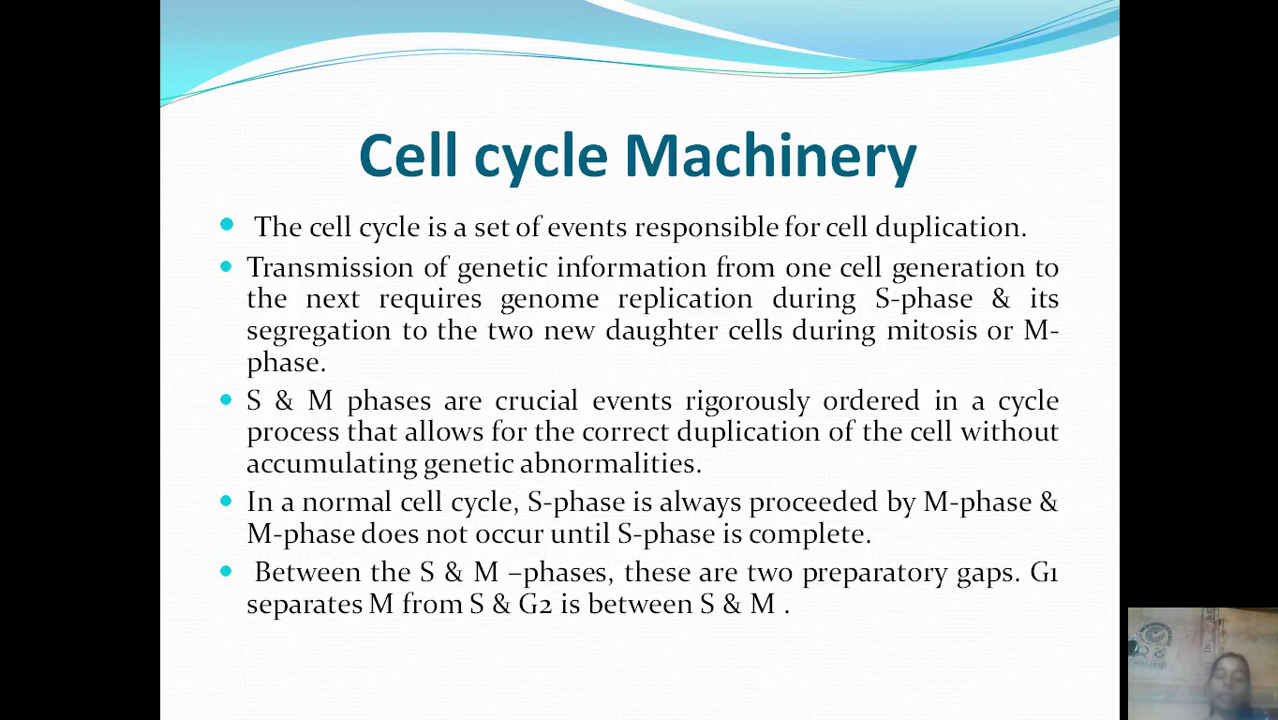 Cell cycle Machinery
The cell cycle is a set of events responsible for cell duplication.
Transmission of genetic information from one cell generation to
the next requires genome replication during S-phase & its
segregation to the two new daughter cells during mitosis or M-
phase.
S & M phases are crucial events rigorously ordered in a cycle
process that allows for the correct duplication of the cell without
accumulating genetic abnormalities.
In a normal cell cycle, S-phase is always proceeded by M-phase &
M-phase does not occur until S-phase is complete.
Between the S & M –phases, these are two preparatory gaps. G1
separates M from S & G2 is between S & M .